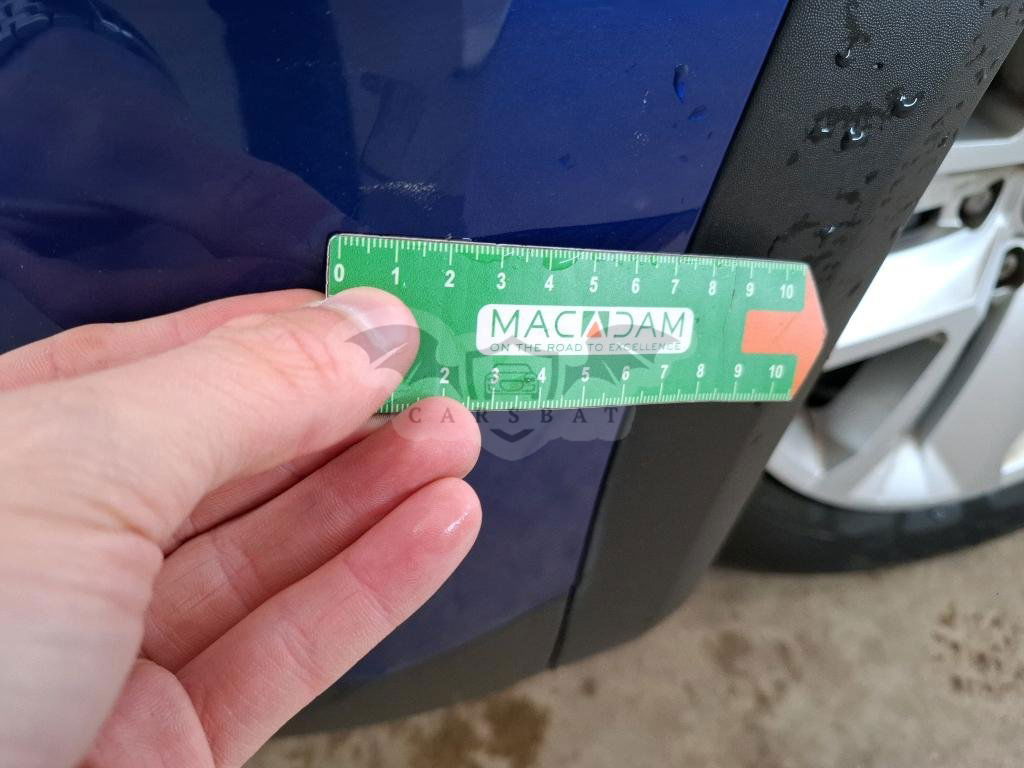 0 1 2 3 4 5 6 7 8 9 10
MACADAM
ON THE ROAD TO EXCELLENCE
2 3 4 5 6 7 8 9 10
CARSBAT